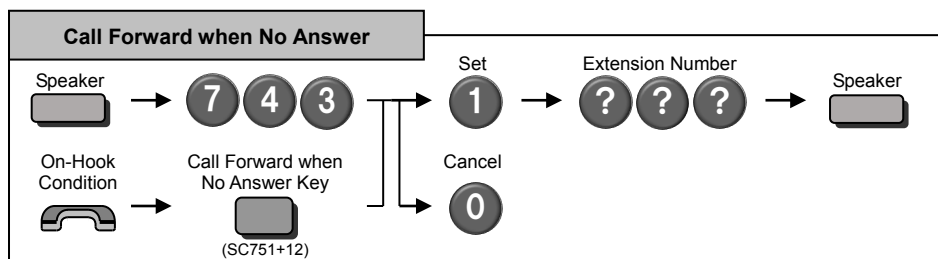 Call Forward when No Answer
Speaker
7 4 3
Set
1
Extension Number
? ? ?
Speaker
On-Hook
Condition
Call Forward when
No Answer Key
(SC751+12)
Cancel
0